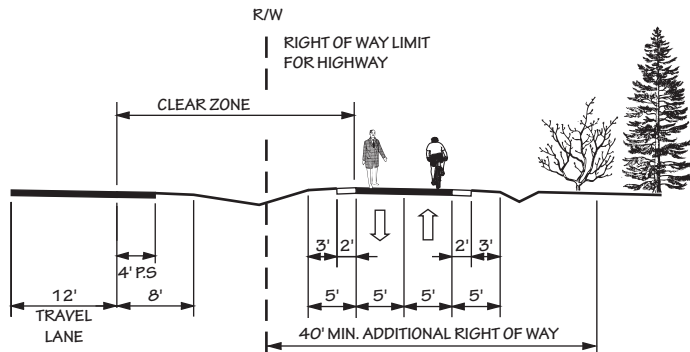 R/W
RIGHT OF WAY LIMIT
FOR HIGHWAY
CLEAR ZONE
3' 2' 2' 3'
4' P.S
12' 8' 5' 5' 5' 5'
TRAVEL
LANE
40' MIN. ADDITIONAL RIGHT OF WAY